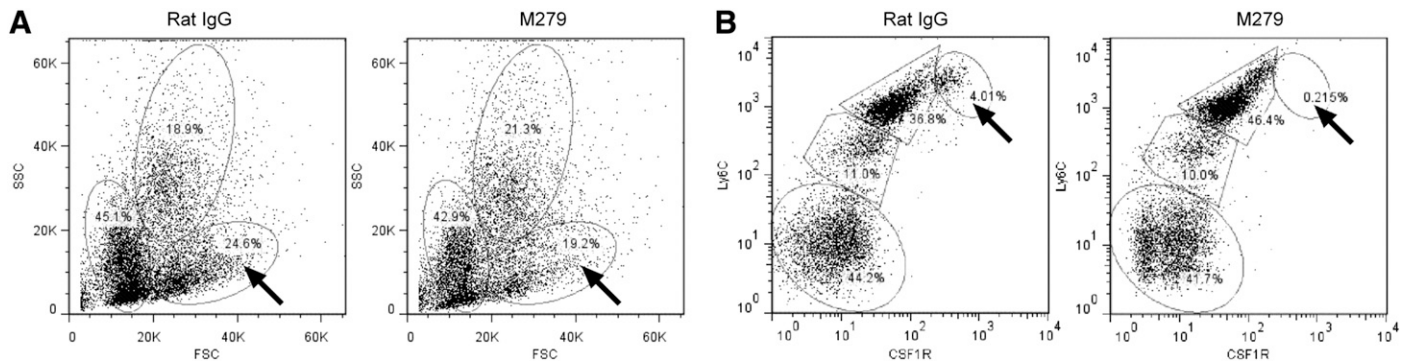 A
Rat IgG
M279
B
Rat IgG
M279
60K
40K
20K
0
SSC
18.9%
45.1%
24.6%
0 20K 40K 60K
FSC
60K
40K
20K
0
SSC
21.3%
42.9%
19.2%
0 20K 40K 60K
FSC
10^4
10^3
10^2
10^1
10^0
Ly6C
4.01%
36.8%
11.0%
44.2%
10^0 10^1 10^2 10^3 10^4
CSF1R
10^4
10^3
10^2
10^1
10^0
Ly6C
0.215%
46.4%
10.0%
41.7%
10^0 10^1 10^2 10^3 10^4
CSF1R